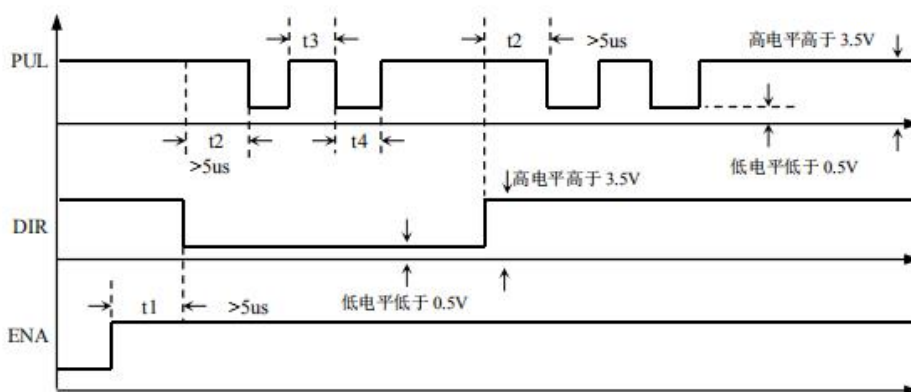 t3
t2
>5us
高电平高于 3.5V
PUL
t2
t4
>5us
低电平低于 0.5V
高电平高于 3.5V
DIR
t1
>5us
低电平低于 0.5V
ENA